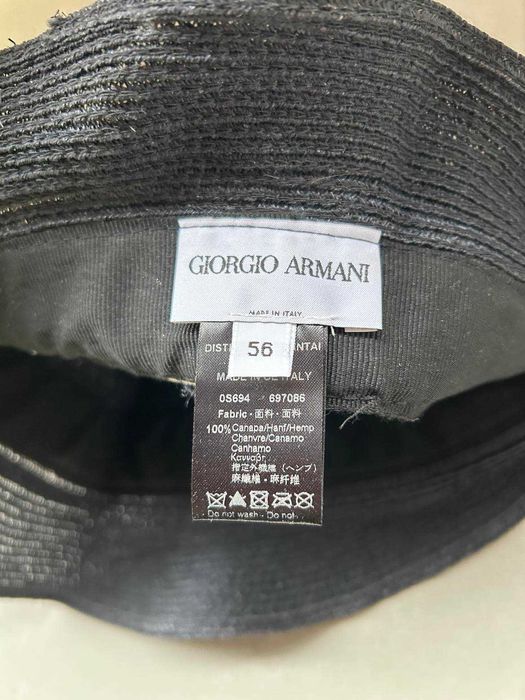 GIORGIO ARMANI
MADE IN ITALY
56
MADE IN ITALY
0S694 697086
Fabric · 面料 · 面料
100% Canapa/Hanf/Hemp
Chanvre/Canamo
Canhamo
指定外繊維 (ヘンプ)
麻纖維 · 麻纤维
Do not wash · Do not